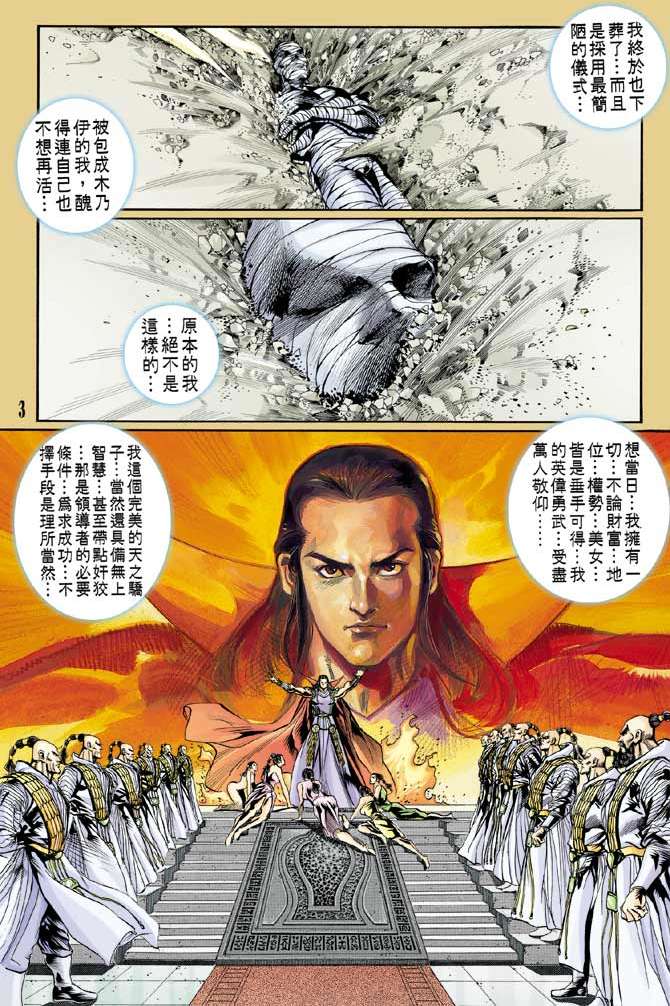 我終於也下
葬了…而且
是採用最簡
陋的儀式…
被包成木乃
伊的我，醜
得連自己也
不想再活…
原本的我
…絕不是
這樣的…
3
想當日…我擁有一
切…不論財富…地
位…權勢…美女…
皆是垂手可得…我
的英偉勇武…受盡
萬人敬仰……
我這個完美的天之驕
子…當然還具備無上
智慧…甚至帶點奸狡
…那是領導者的必要
條件…為求成功…不
擇手段是理所當然…